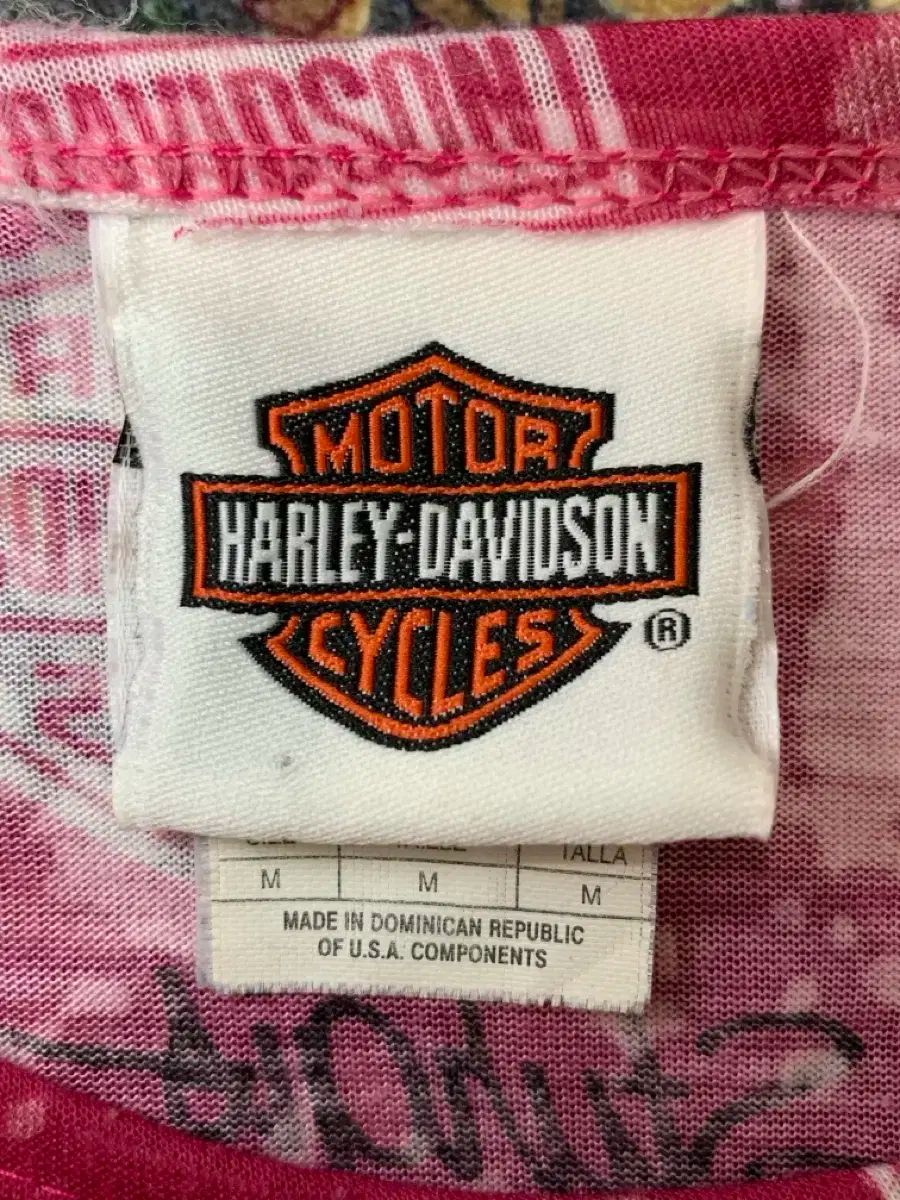 DAVIDSON
MOTOR
HARLEY-DAVIDSON
CYCLES
®
TALLA
M M M
MADE IN DOMINICAN REPUBLIC
OF U.S.A. COMPONENTS